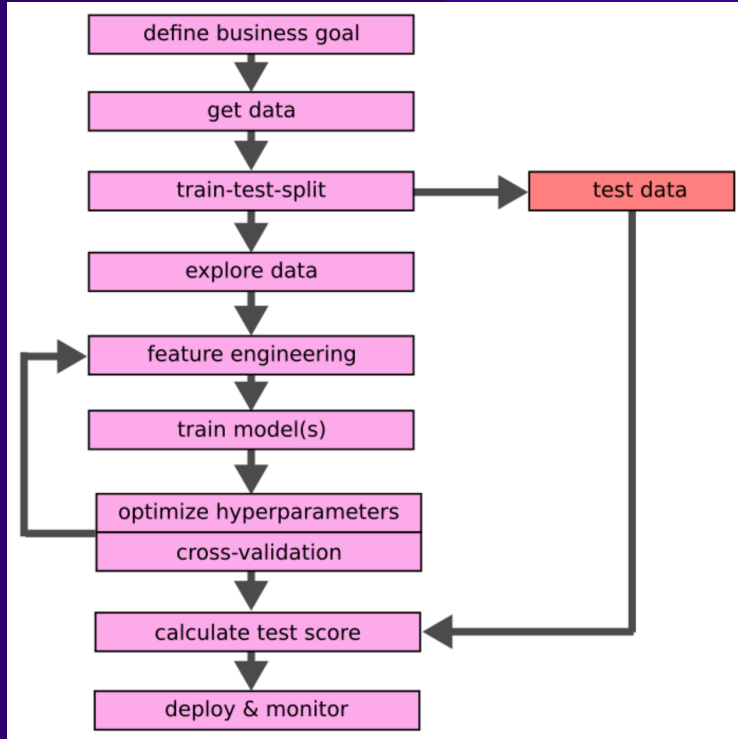 define business goal
get data
train-test-split
test data
explore data
feature engineering
train model(s)
optimize hyperparameters
cross-validation
calculate test score
deploy & monitor